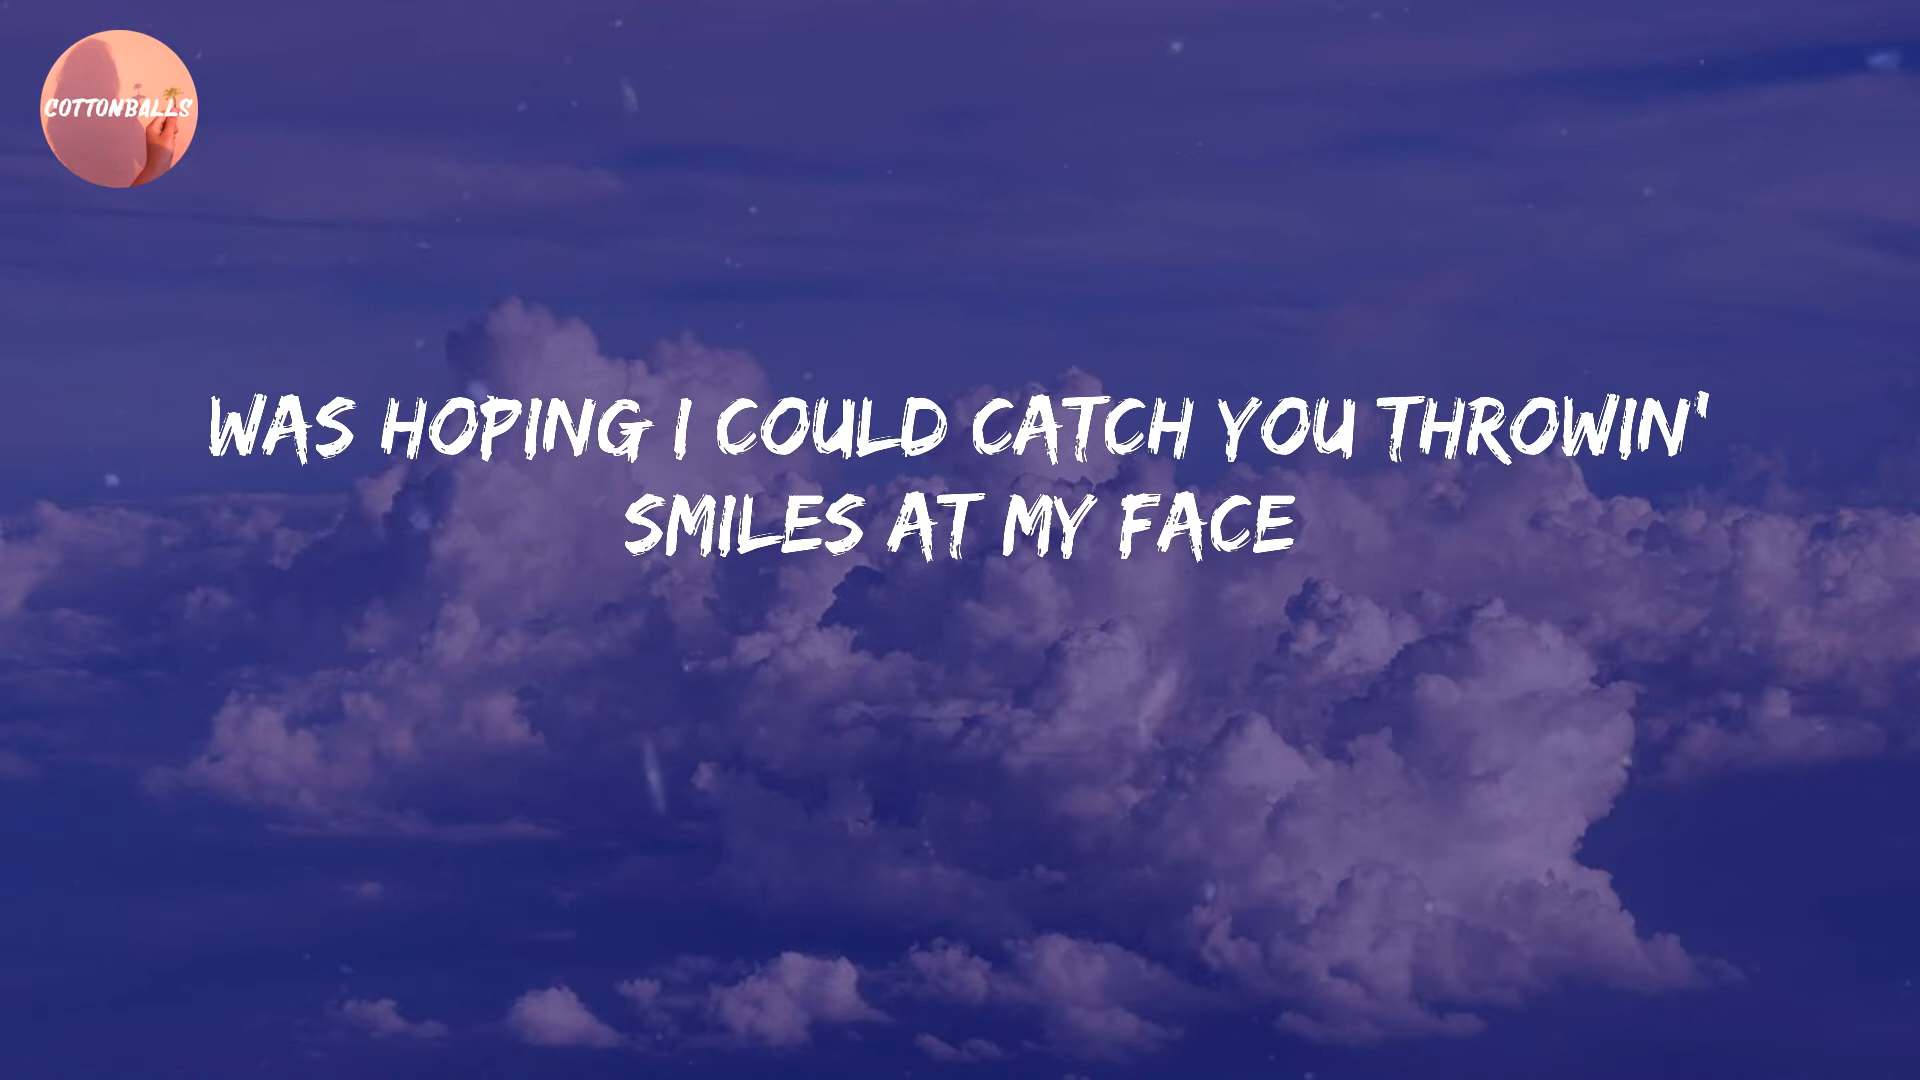 COTTONBALLS
WAS HOPING I COULD CATCH YOU THROWIN'
SMILES AT MY FACE